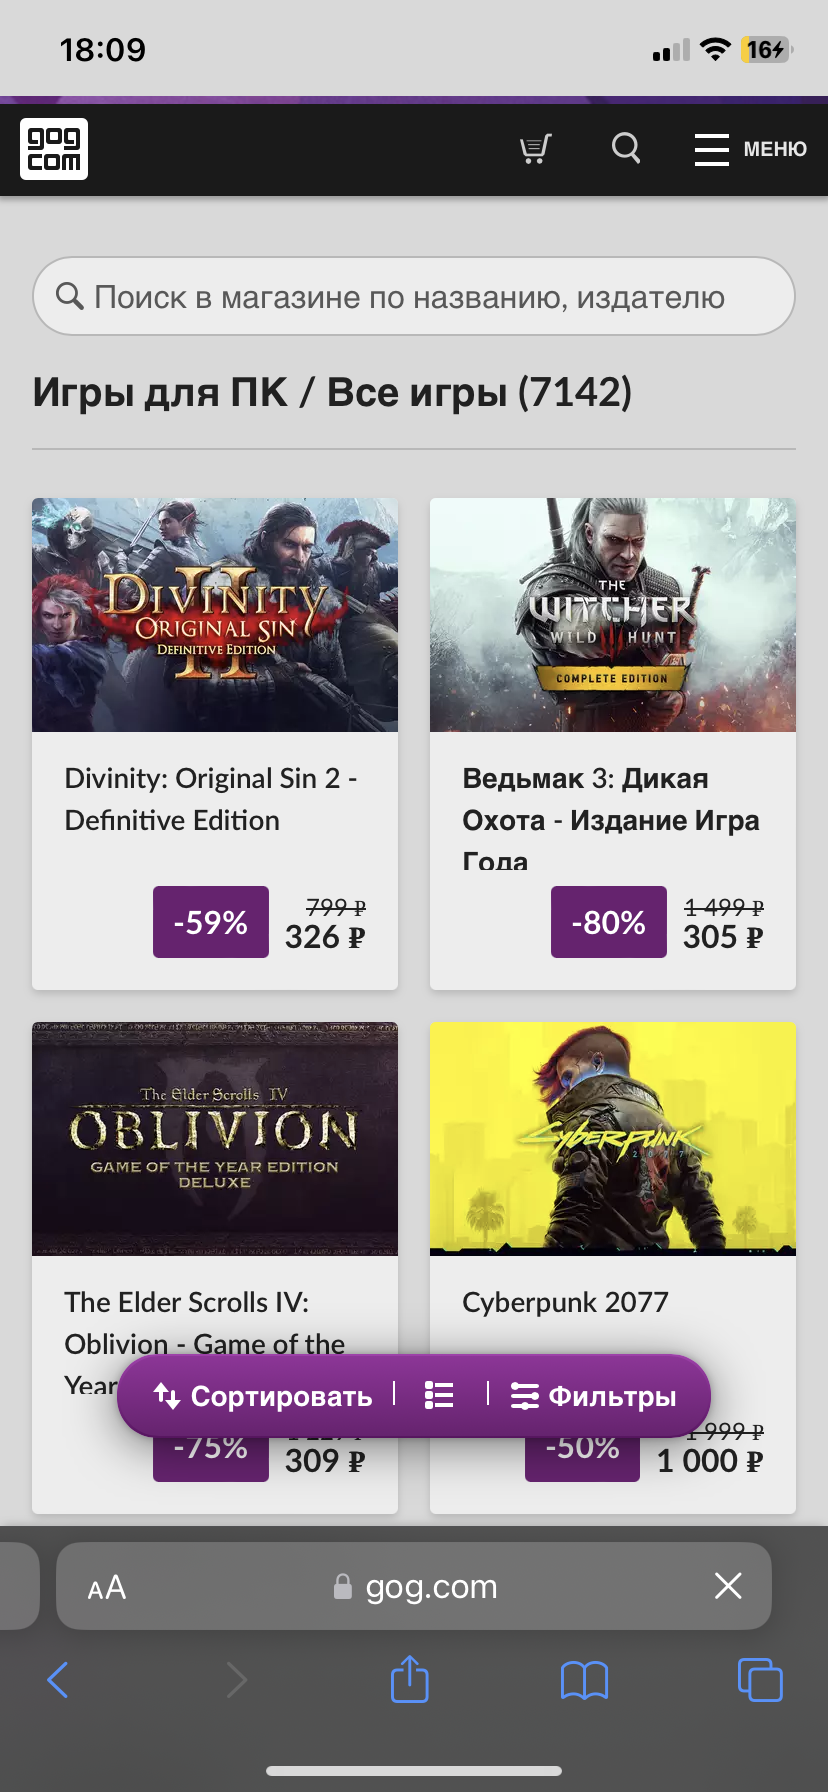 18:09
16
gog
com
МЕНЮ
Поиск в магазине по названию, издателю
Игры для ПК / Все игры (7142)
DIVINITY
II
ORIGINAL SIN
DEFINITIVE EDITION
THE
WITCHER
WILD HUNT
COMPLETE EDITION
Divinity: Original Sin 2 -
Definitive Edition
Ведьмак 3: Дикая
Охота - Издание Игра
Года
-59%
799 ₽
326 ₽
-80%
1 499 ₽
305 ₽
The Elder Scrolls IV
OBLIVION
GAME OF THE YEAR EDITION
DELUXE
CYBERPUNK
2077
The Elder Scrolls IV:
Oblivion - Game of the
Year
Cyberpunk 2077
Сортировать
Фильтры
-75%
309 ₽
-50%
1 999 ₽
1 000 ₽
AA
gog.com